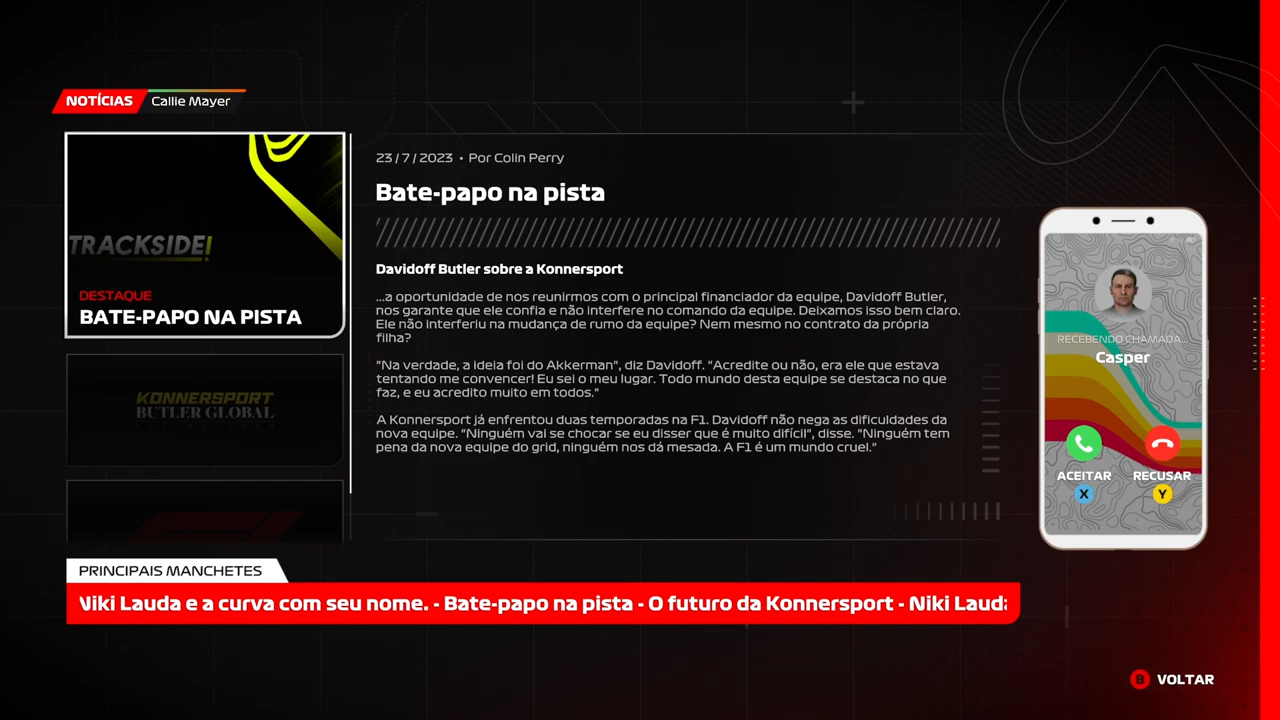 NOTÍCIAS Callie Mayer
TRACKSIDE!
DESTAQUE
BATE-PAPO NA PISTA
KONNERSPORT
BUTLER GLOBAL
23/7/2023 • Por Colin Perry
Bate-papo na pista
Davidoff Butler sobre a Konnersport
...a oportunidade de nos reunirmos com o principal financiador da equipe, Davidoff Butler,
nos garante que ele confia e não interfere no comando da equipe. Deixamos isso bem claro.
Ele não interferiu na mudança de rumo da equipe? Nem mesmo no contrato da própria
filha?
"Na verdade, a ideia foi do Akkerman", diz Davidoff. "Acredite ou não, era ele que estava
tentando me convencer! Eu sei o meu lugar. Todo mundo desta equipe se destaca no que
faz, e eu acredito muito em todos."
A Konnersport já enfrentou duas temporadas na F1. Davidoff não nega as dificuldades da
nova equipe. "Ninguém vai se chocar se eu disser que é muito difícil", disse. "Ninguém tem
pena da nova equipe do grid, ninguém nos dá mesada. A F1 é um mundo cruel."
RECEBENDO CHAMADA...
Casper
ACEITAR RECUSAR
X Y
PRINCIPAIS MANCHETES
Niki Lauda e a curva com seu nome. - Bate-papo na pista - O futuro da Konnersport - Niki Lauda
B VOLTAR